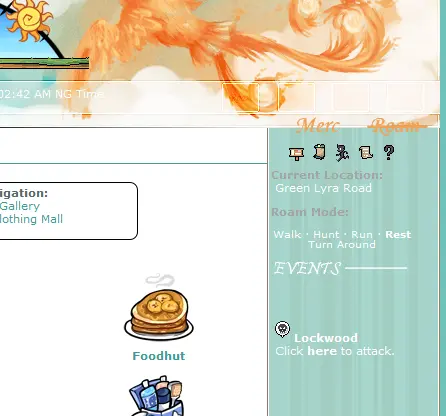 02:42 AM NG Time
Merc Roam
Current Location:
Green Lyra Road
Roam Mode:
Walk · Hunt · Run · Rest
Turn Around
EVENTS
Lockwood
Click here to attack.
igation:
Gallery
lothing Mall
Foodhut